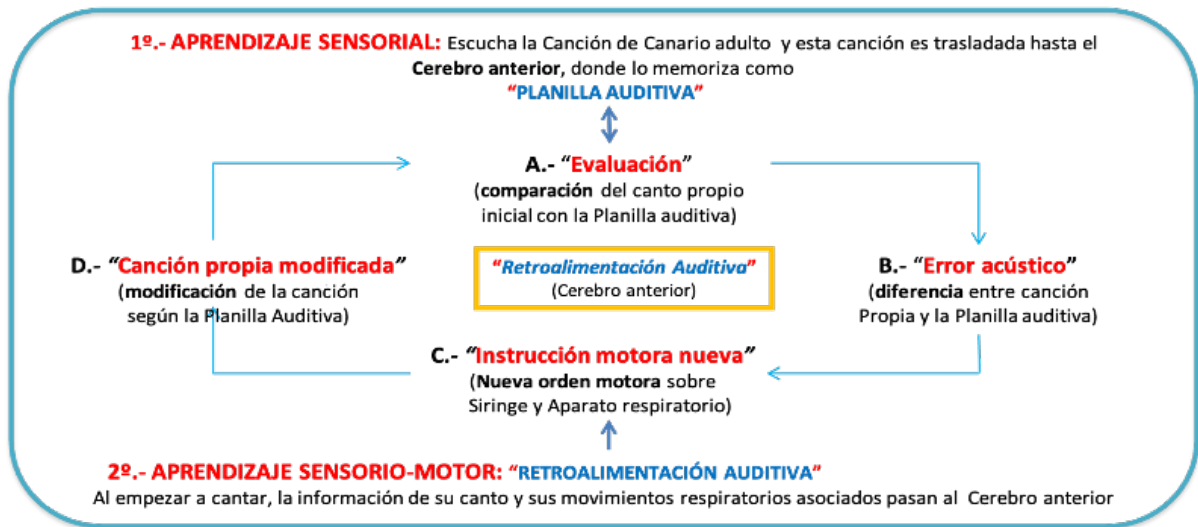 1º.- APRENDIZAJE SENSORIAL: Escucha la Canción de Canario adulto y esta canción es trasladada hasta el
Cerebro anterior, donde lo memoriza como
“PLANILLA AUDITIVA”
A.- “Evaluación”
(comparación del canto propio
inicial con la Planilla auditiva)
D.- “Canción propia modificada”
(modificación de la canción
según la Planilla Auditiva)
“Retroalimentación Auditiva”
(Cerebro anterior)
B.- “Error acústico”
(diferencia entre canción
Propia y la Planilla auditiva)
C.- “Instrucción motora nueva”
(Nueva orden motora sobre
Siringe y Aparato respiratorio)
2º.- APRENDIZAJE SENSORIO-MOTOR: “RETROALIMENTACIÓN AUDITIVA”
Al empezar a cantar, la información de su canto y sus movimientos respiratorios asociados pasan al Cerebro anterior